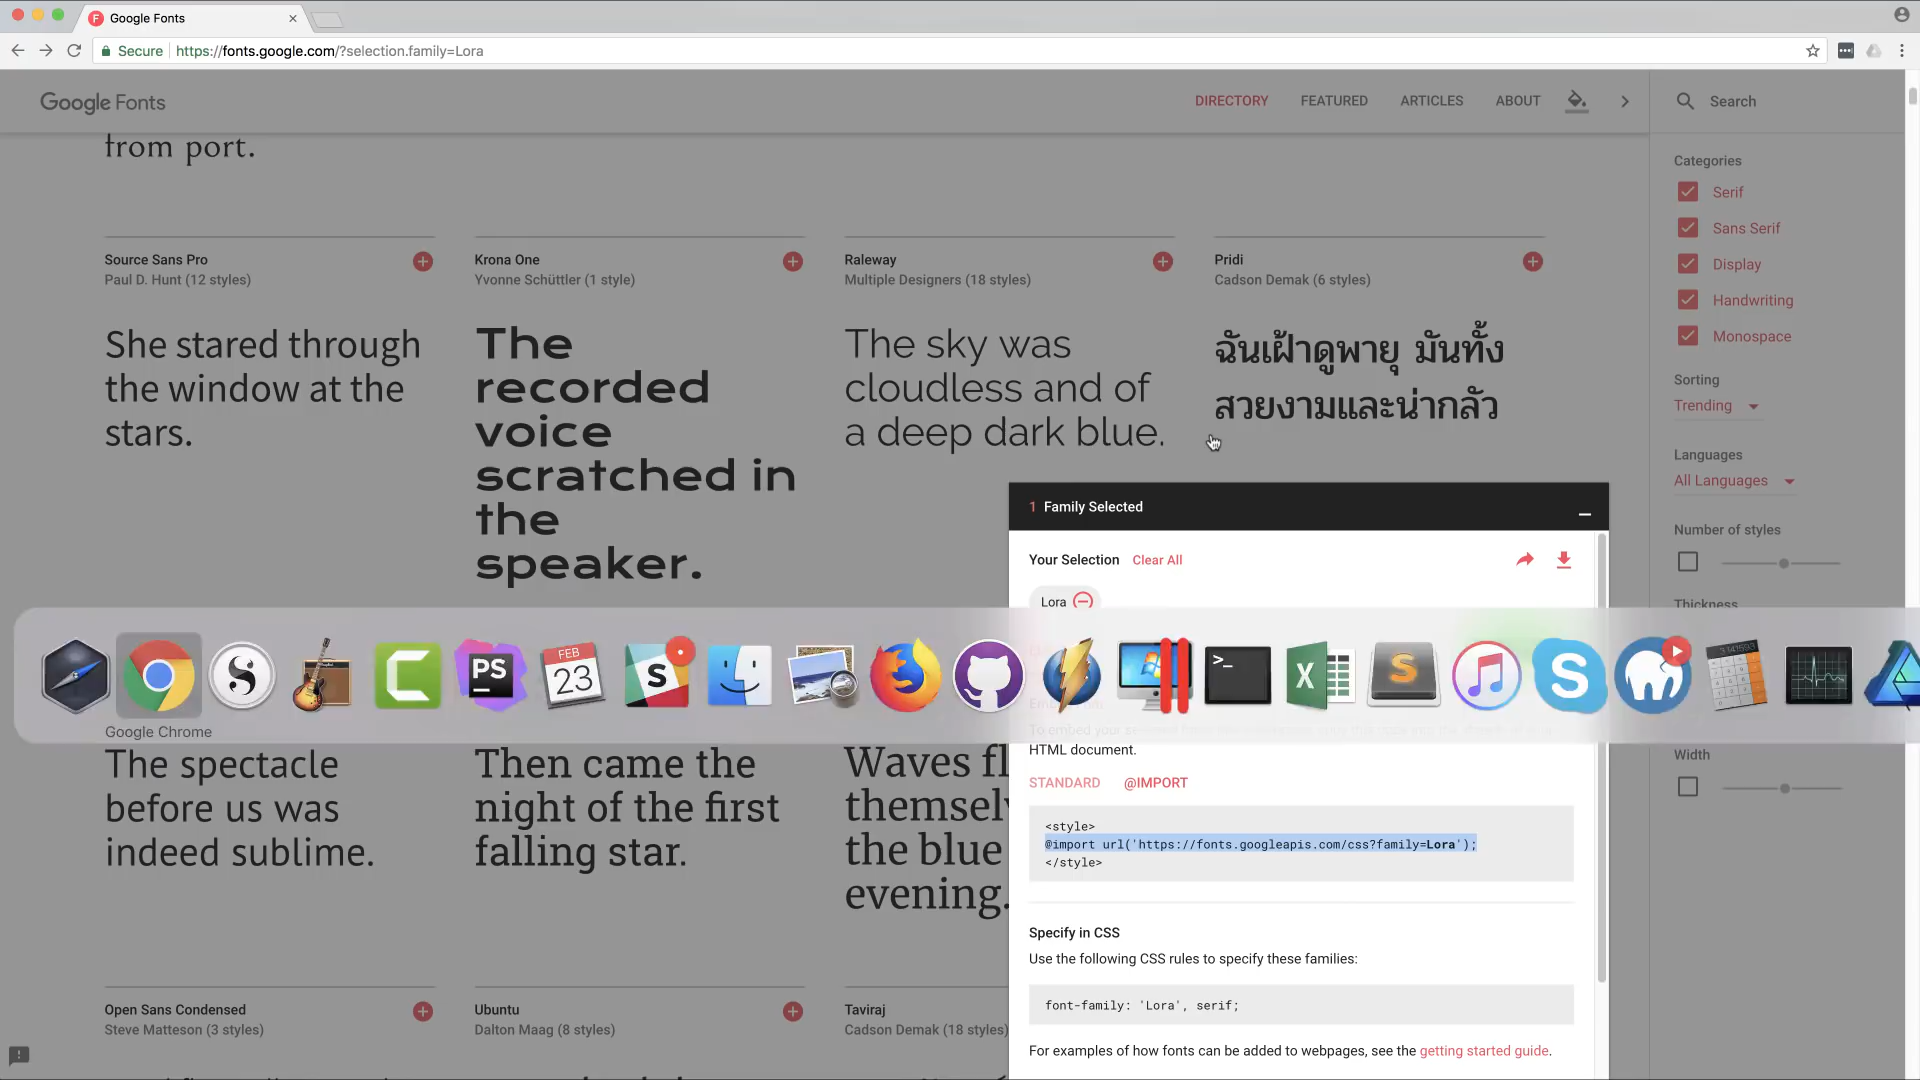 Google Fonts
Secure https://fonts.google.com/?selection.family=Lora
Google Fonts
DIRECTORY
FEATURED
ARTICLES
ABOUT
Search
from port.
Categories
Serif
Sans Serif
Display
Handwriting
Monospace
Sorting
Trending
Languages
All Languages
Number of styles
Thickness
Width
Source Sans Pro
Paul D. Hunt (12 styles)
She stared through
the window at the
stars.
Krona One
Yvonne Schüttler (1 style)
The
recorded
voice
scratched in
the
speaker.
Raleway
Multiple Designers (18 styles)
The sky was
cloudless and of
a deep dark blue.
Pridi
Cadson Demak (6 styles)
ฉันเฝ้าดูพายุ มันทั้ง
สวยงามและน่ากลัว
1 Family Selected
Your Selection Clear All
Lora
S
PS
FEB
23
S
>_
X
S
S
3.141593
Google Chrome
HTML document.
STANDARD @IMPORT
<style>
@import url('https://fonts.googleapis.com/css?family=Lora');
</style>
Specify in CSS
Use the following CSS rules to specify these families:
font-family: 'Lora', serif;
For examples of how fonts can be added to webpages, see the getting started guide.
The spectacle
before us was
indeed sublime.
Then came the
night of the first
falling star.
Waves fl
themsel
the blue
evening.
Open Sans Condensed
Steve Matteson (3 styles)
Ubuntu
Dalton Maag (8 styles)
Taviraj
Cadson Demak (18 styles)